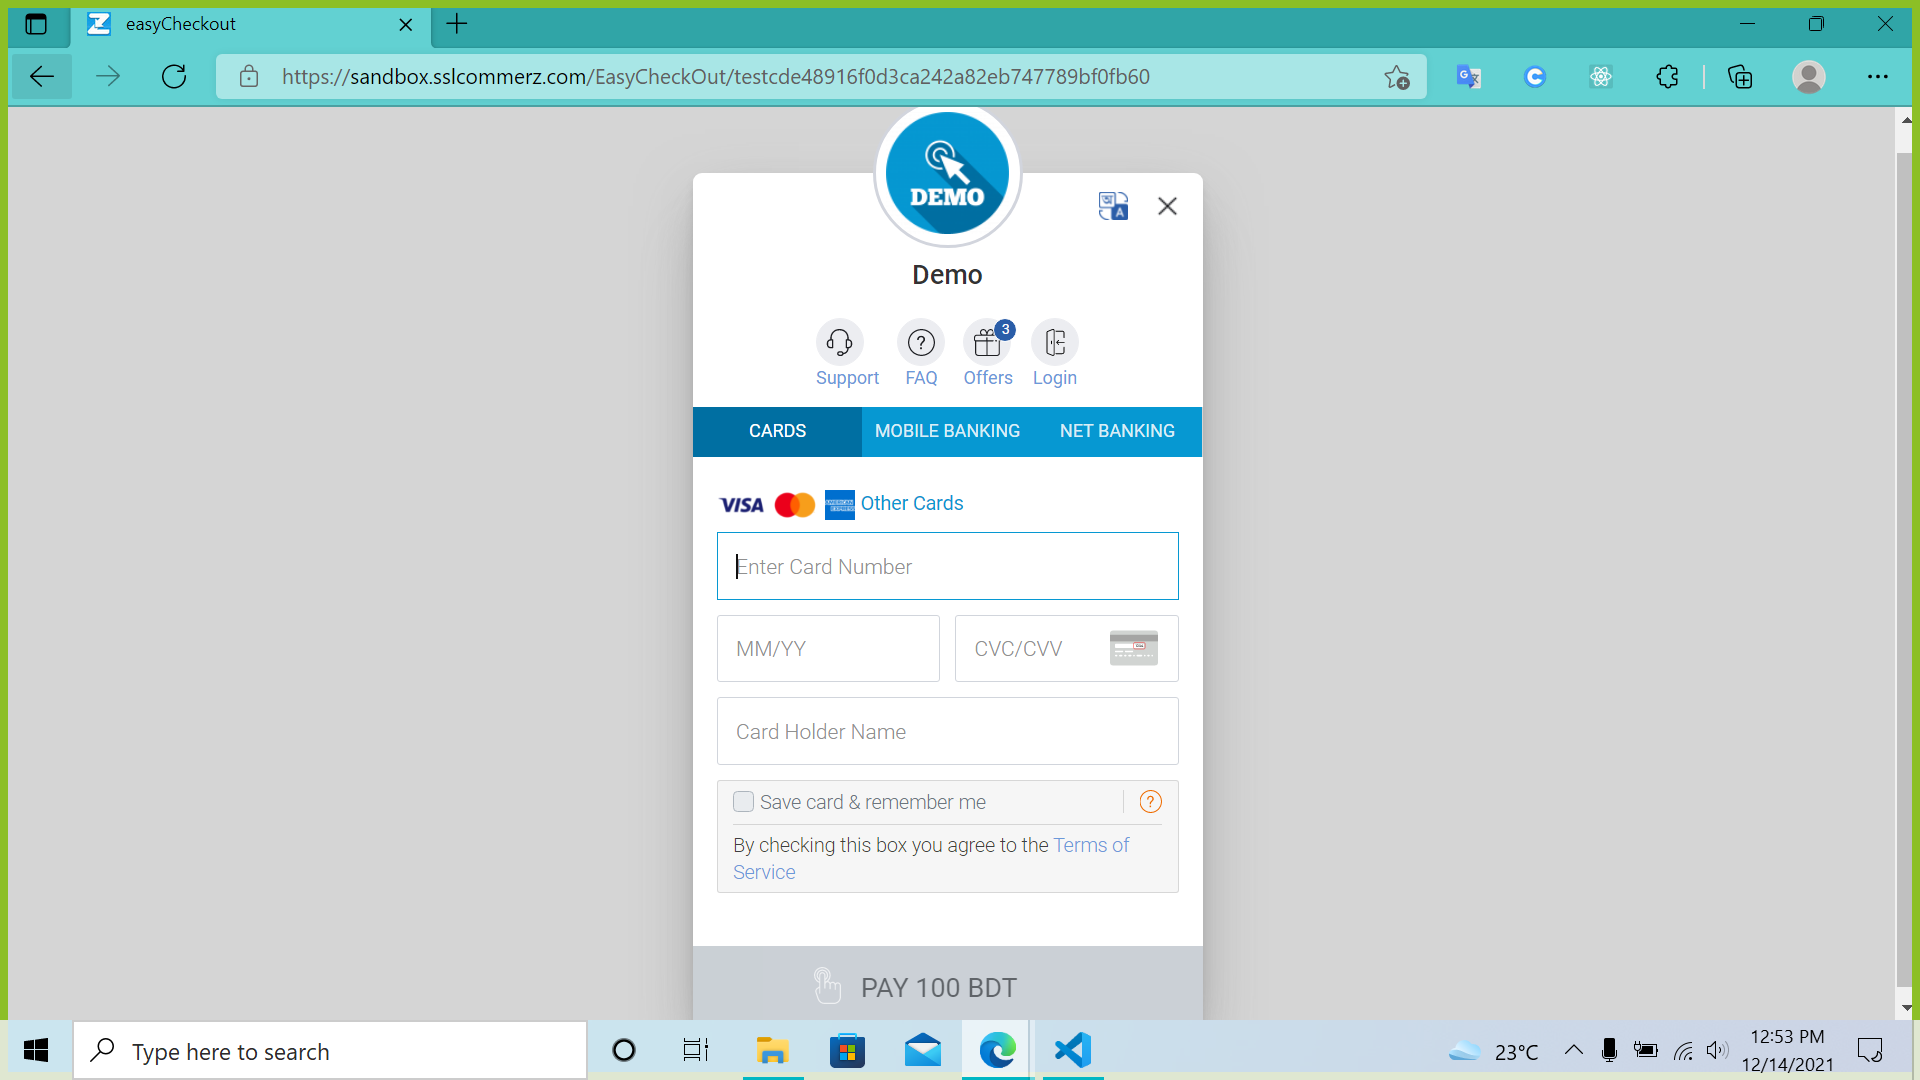 easyCheckout
https://sandbox.sslcommerz.com/EasyCheckOut/testcde48916f0d3ca242a82eb747789bf0fb60
DEMO
A
Demo
3
Support FAQ Offers Login
CARDS MOBILE BANKING NET BANKING
VISA AMERICAN EXPRESS Other Cards
Enter Card Number
MM/YY CVC/CVV
Card Holder Name
Save card & remember me ?
By checking this box you agree to the Terms of
Service
PAY 100 BDT
Type here to search
23°C
12:53 PM
12/14/2021